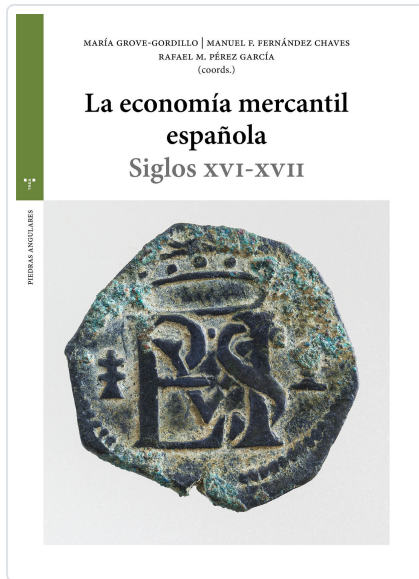 MARÍA GROVE-GORDILLO | MANUEL F. FERNÁNDEZ CHAVES
RAFAEL M. PÉREZ GARCÍA
(coords.)
La economía mercantil
española
Siglos XVI-XVII
TREA
PIEDRAS ANGULARES